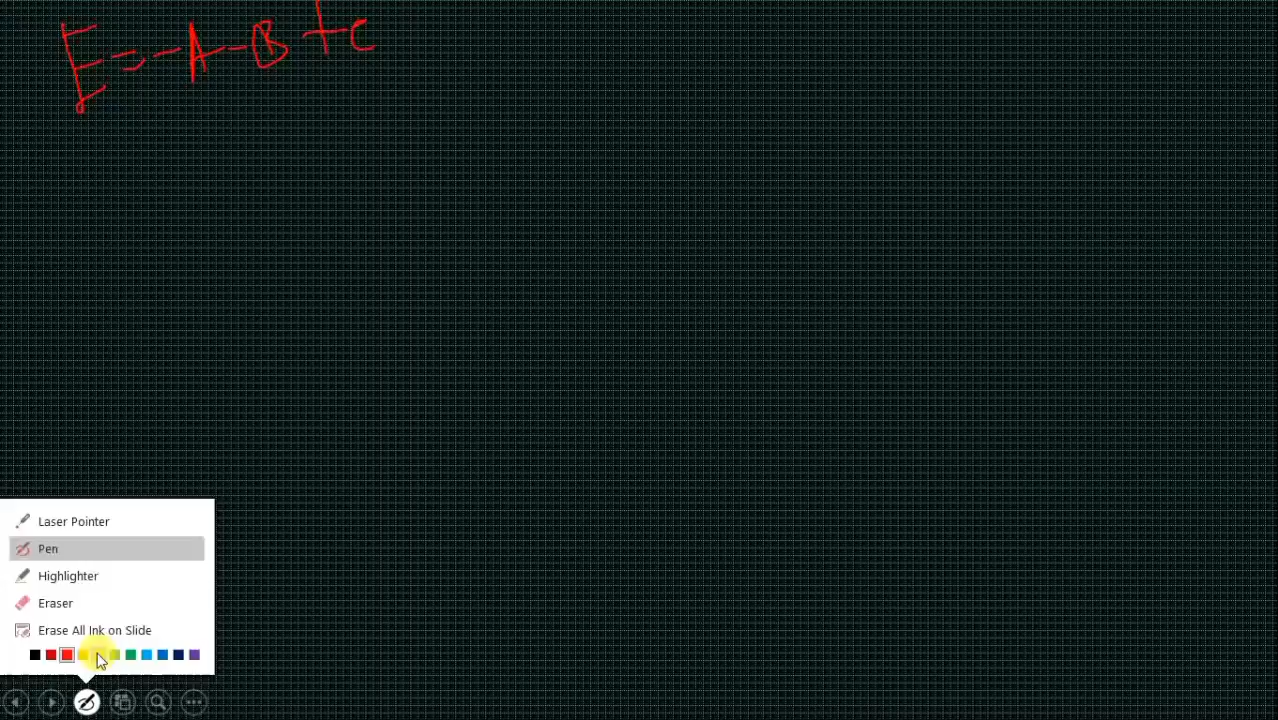 E = - A - B + C
Laser Pointer
Pen
Highlighter
Eraser
Erase All Ink on Slide